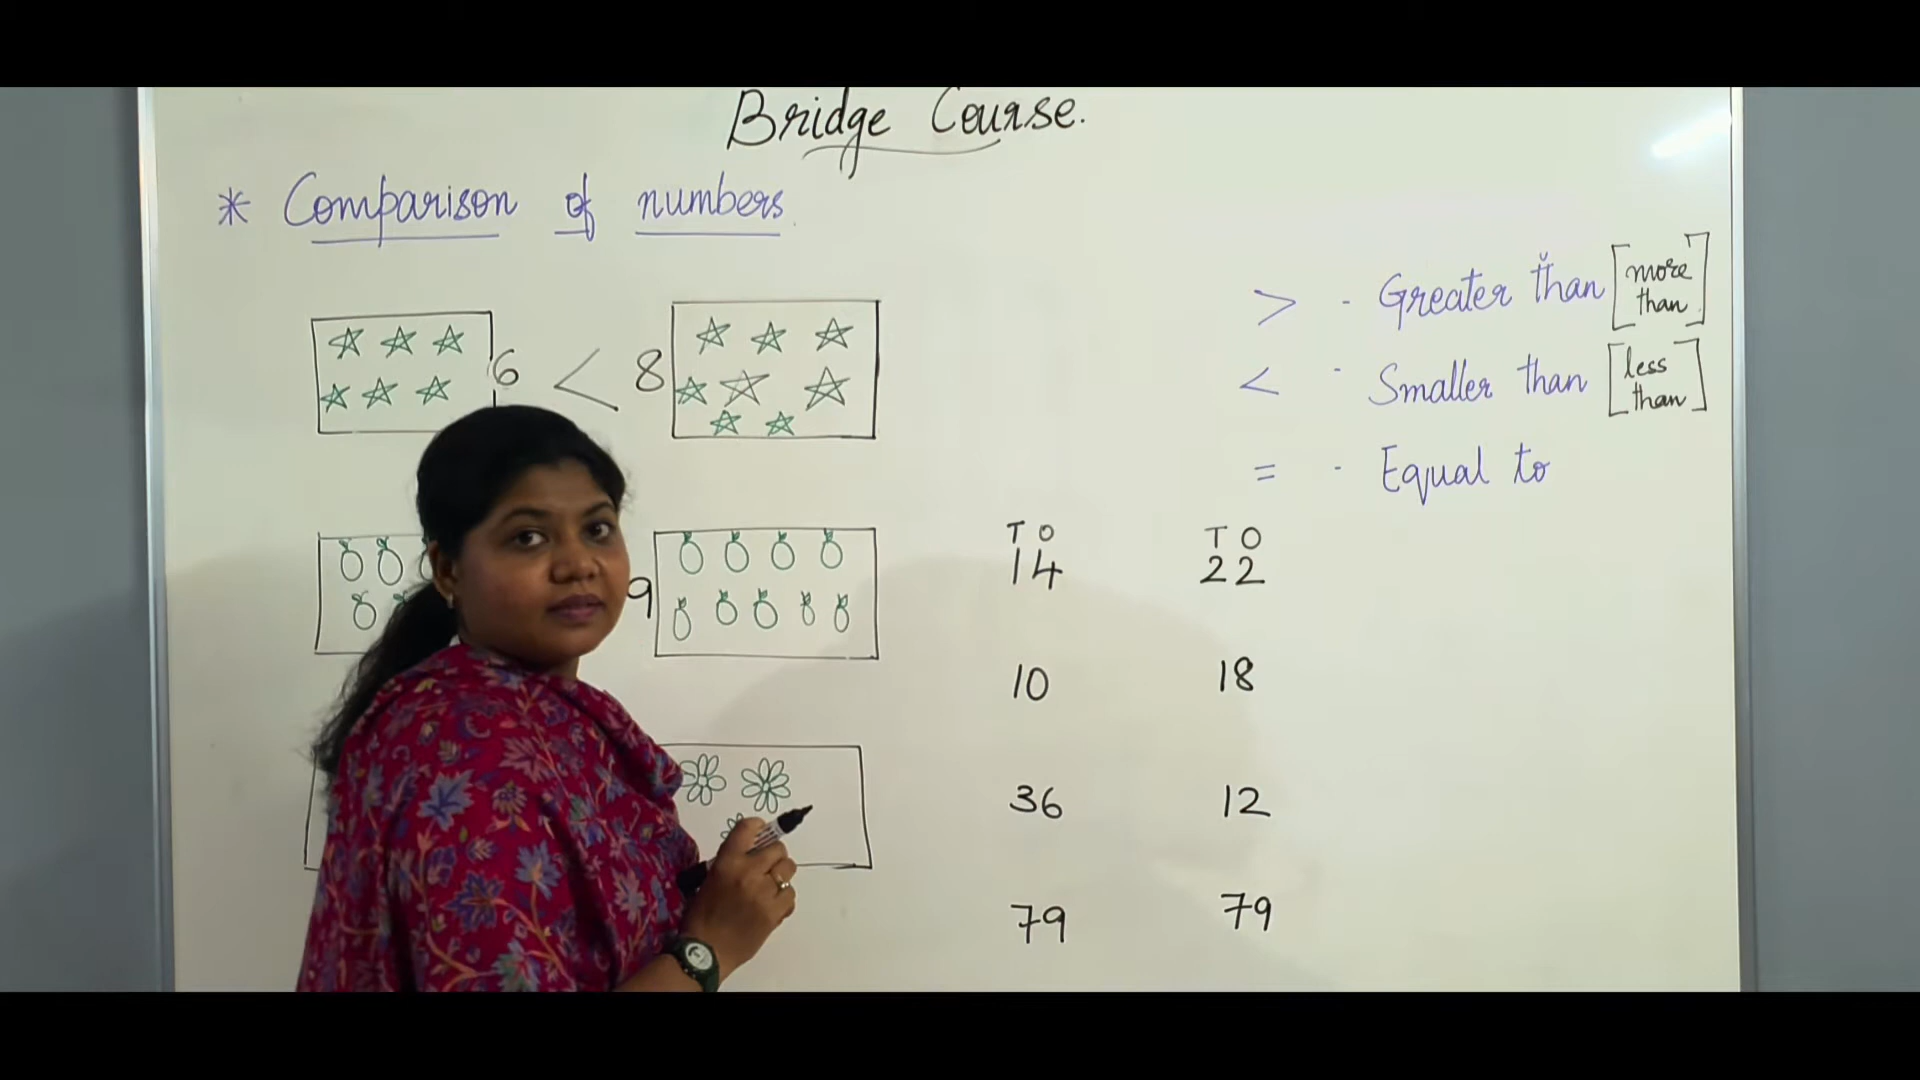 Bridge Course.
* Comparison of numbers
> - Greater than [more than]
6 < 8
< - Smaller than [less than]
= - Equal to
T O T O
14 22
9
10 18
36 12
79 79